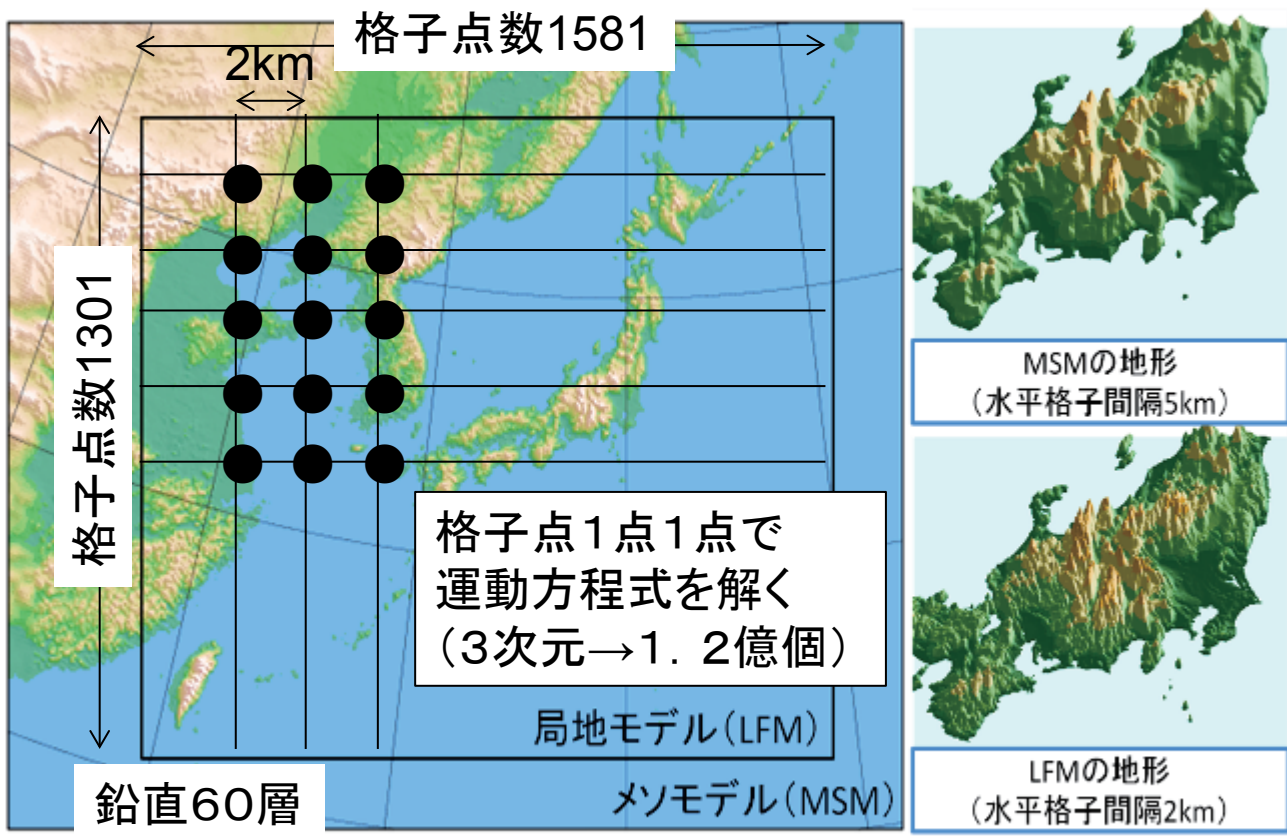 格子点数1581
2km
格子点数1301
格子点1点1点で
運動方程式を解く
(3次元→1.2億個)
局地モデル(LFM)
メソモデル(MSM)
鉛直60層
MSMの地形
(水平格子間隔5km)
LFMの地形
(水平格子間隔2km)